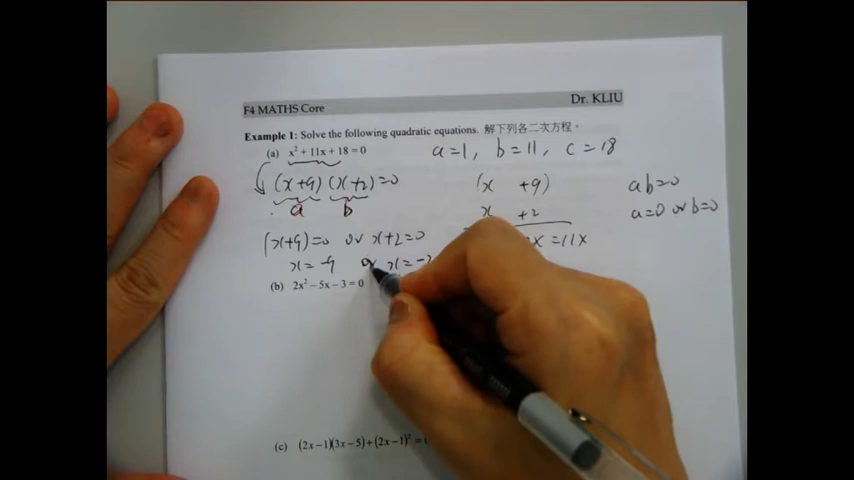 F4 MATHS Core Dr. KLIU
Example 1: Solve the following quadratic equations. 解下列各二次方程。
(a) x² + 11x + 18 = 0 a=1, b=11, c=18
(x+9)(x+2)=0 (x +9) ab=0
a b x +2 a=0 or b=0
(x+9)=0 or x+2=0 x =11x
x=-9 or x=-2
(b) 2x² − 5x − 3 = 0
(c) (2x−1)(3x−5)+(2x−1)² =